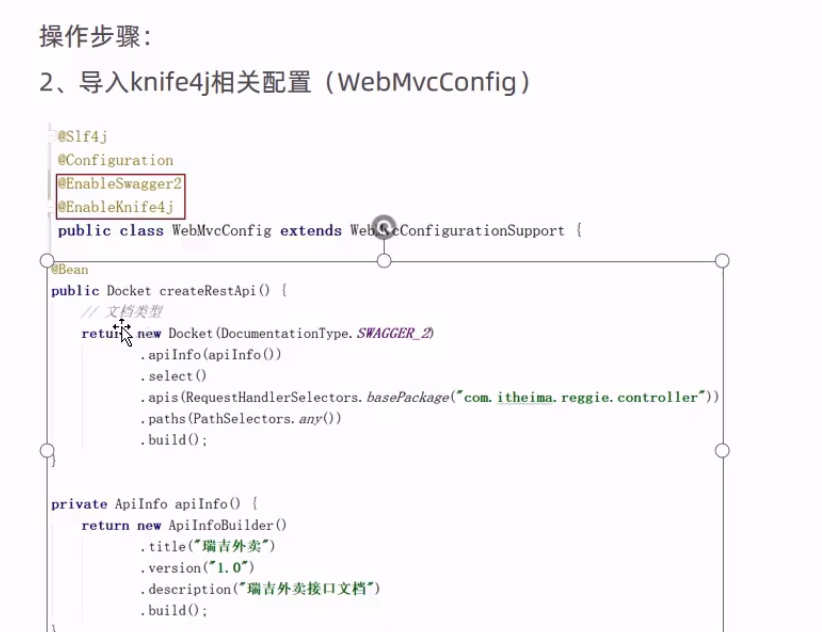 操作步骤：
2、导入knife4j相关配置（WebMvcConfig）
@Slf4j
@Configuration
@EnableSwagger2
@EnableKnife4j
public class WebMvcConfig extends WebMvcConfigurationSupport {
@Bean
public Docket createRestApi() {
// 文档类型
return new Docket(DocumentationType.SWAGGER_2)
.apiInfo(apiInfo())
.select()
.apis(RequestHandlerSelectors.basePackage("com.itheima.reggie.controller"))
.paths(PathSelectors.any())
.build();
}
private ApiInfo apiInfo() {
return new ApiInfoBuilder()
.title("瑞吉外卖")
.version("1.0")
.description("瑞吉外卖接口文档")
.build();
}